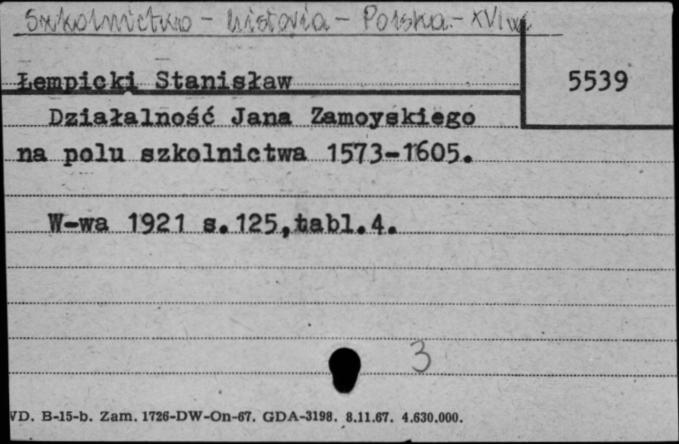 Szkolnictwo - historia - Polska - XVI w.
Łempicki Stanisław
5539
Działalność Jana Zamoyskiego
na polu szkolnictwa 1573-1605.
W-wa 1921 s.125,tabl.4.
3
VD. B-15-b. Zam. 1726-DW-On-67. GDA-3198. 8.11.67. 4.630.000.